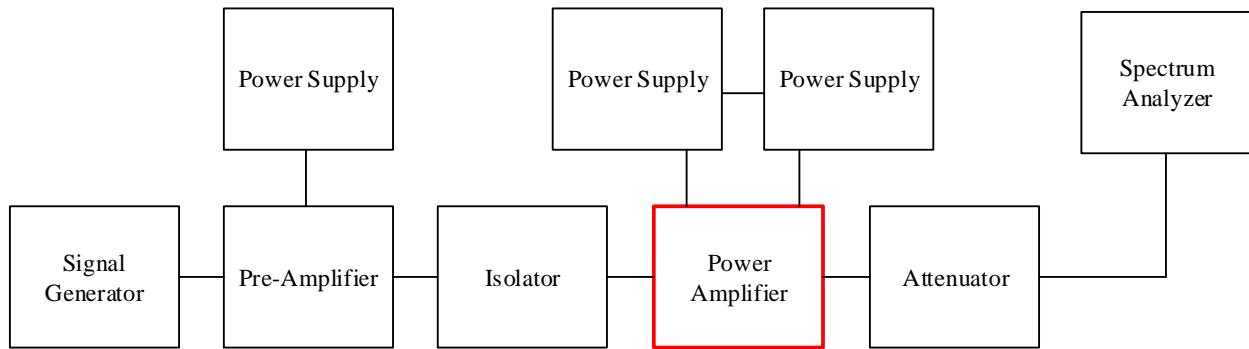 Power Supply
Power Supply
Power Supply
Spectrum
Analyzer
Signal
Generator
Pre-Amplifier
Isolator
Power
Amplifier
Attenuator